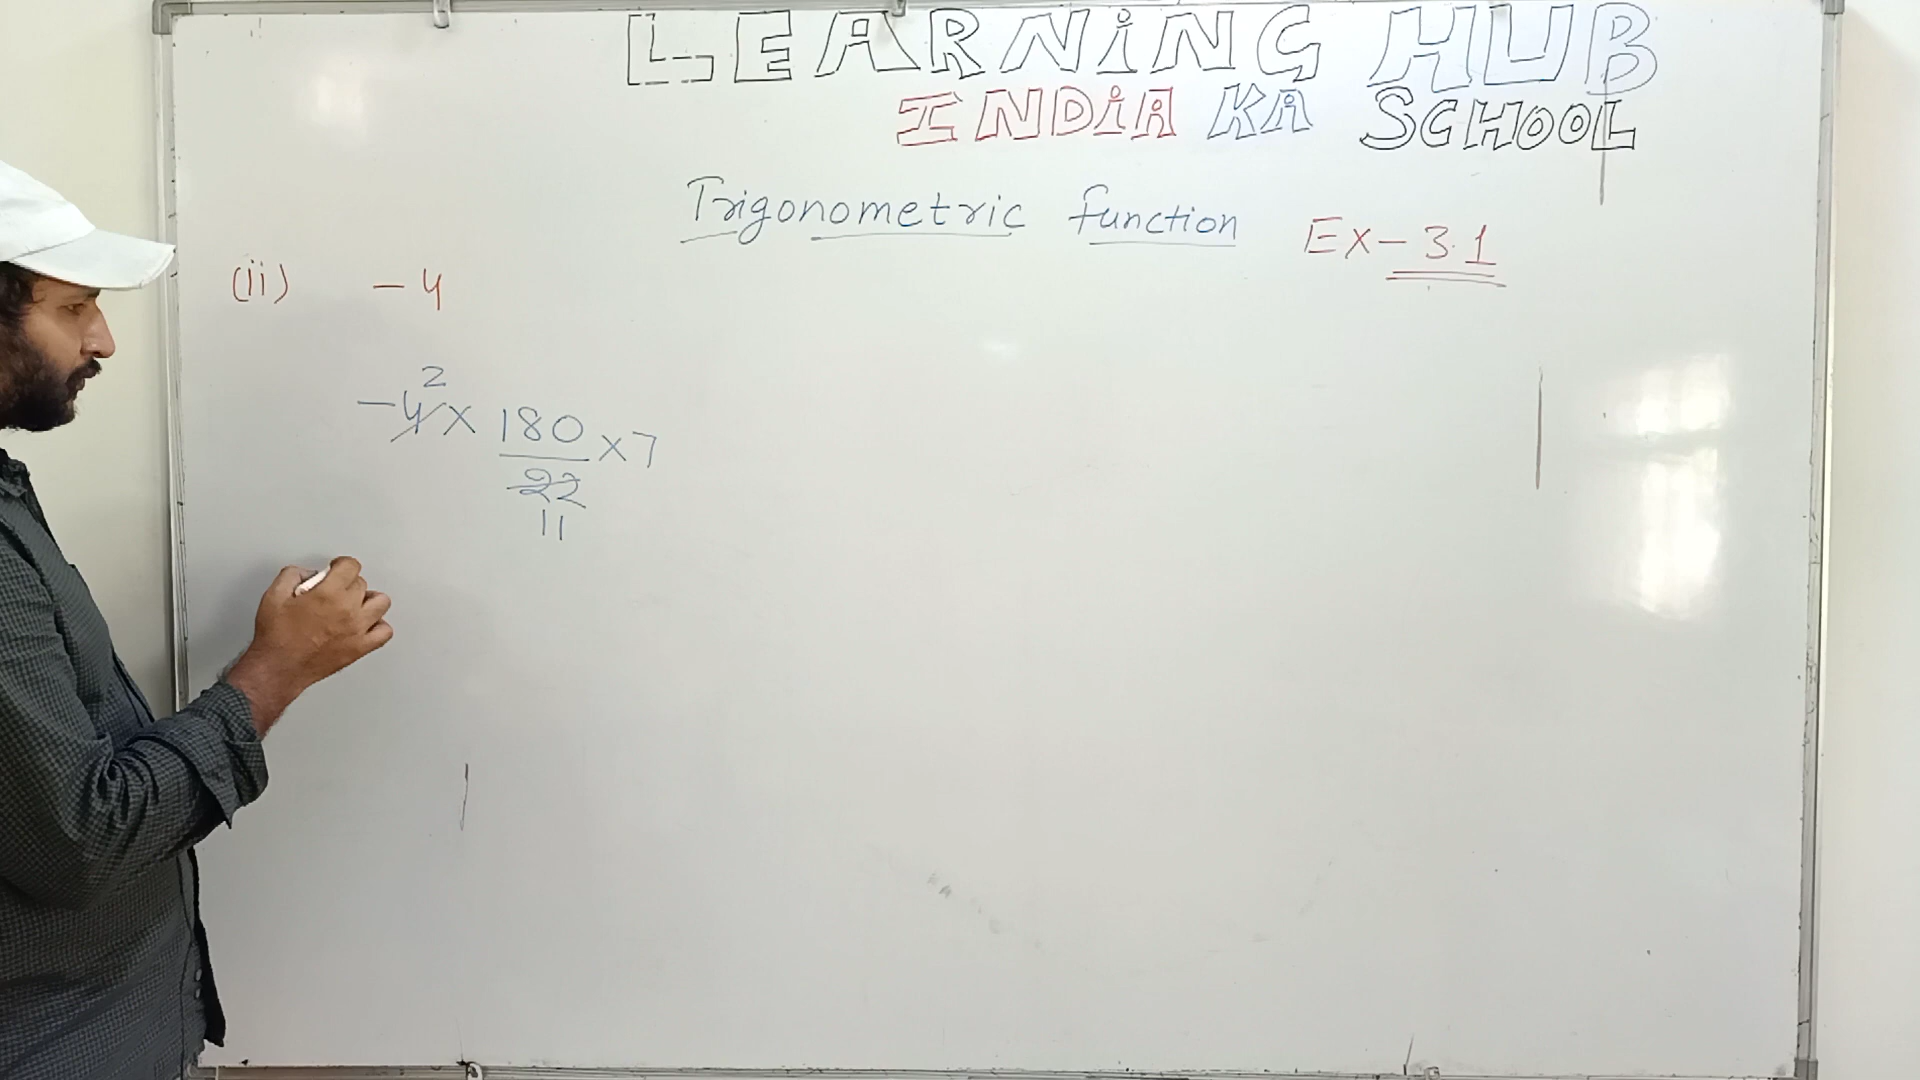 LEARNING HUB
INDIA KA SCHOOL
Trigonometric function Ex-3.1
(ii) -4
2
-4 × 180 × 7
22
11